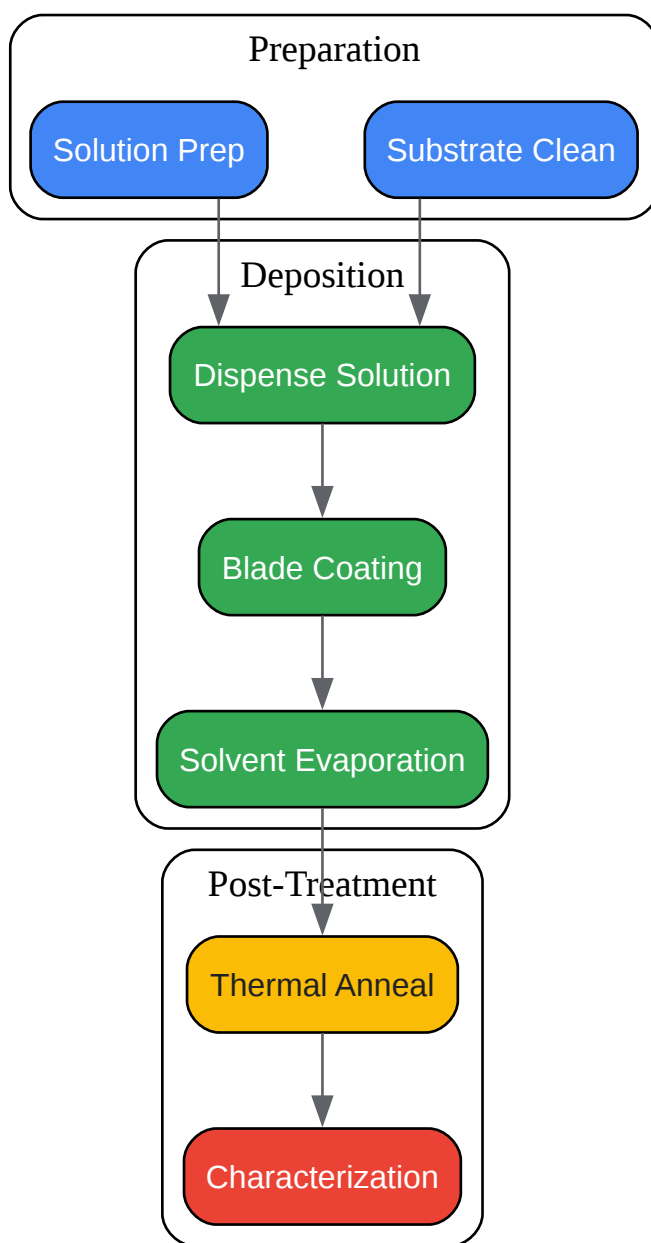 Preparation
Solution Prep
Substrate Clean
Deposition
Dispense Solution
Blade Coating
Solvent Evaporation
Post-Treatment
Thermal Anneal
Characterization